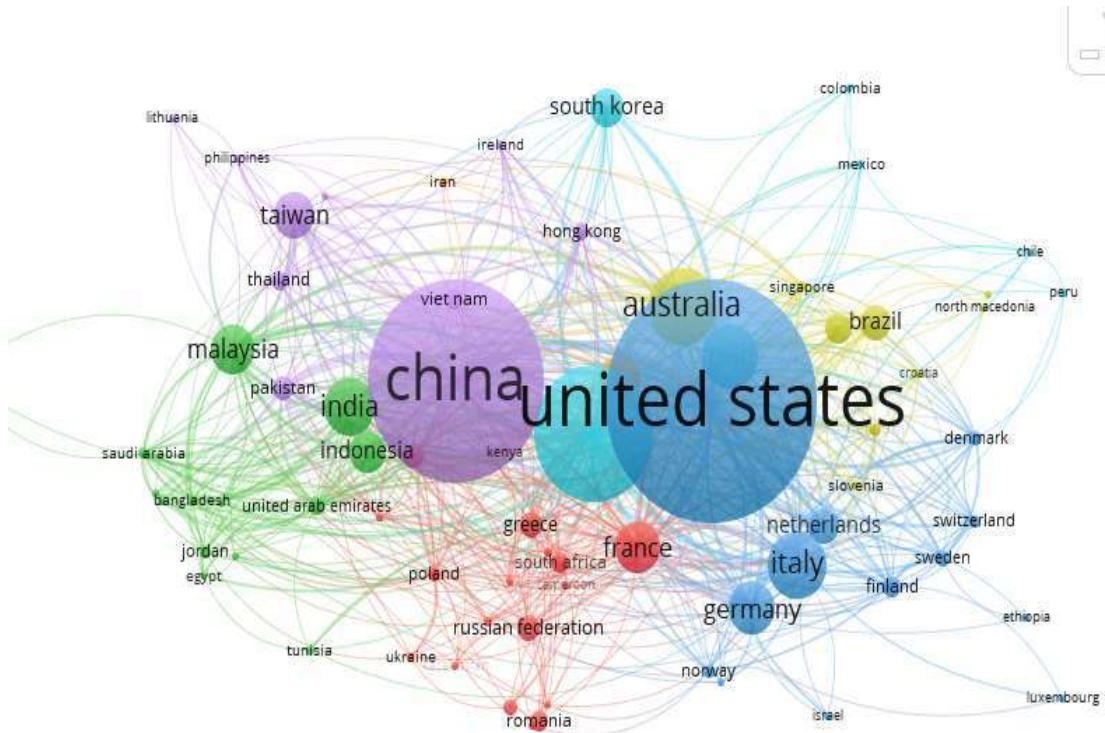 colombia
south korea
lithuania
ireland
philippines
mexico
iran
taiwan
hong kong
chile
thailand
singapore
peru
viet nam
australia
north macedonia
brazil
malaysia
croatia
china
pakistan
united states
india
denmark
indonesia
kenya
saudi arabia
slovenia
bangladesh
united arab emirates
netherlands
switzerland
greece
france
jordan
south africa
italy
sweden
egypt
poland
cameroon
finland
germany
ethiopia
russian federation
tunisia
ukraine
norway
luxembourg
romania
israel